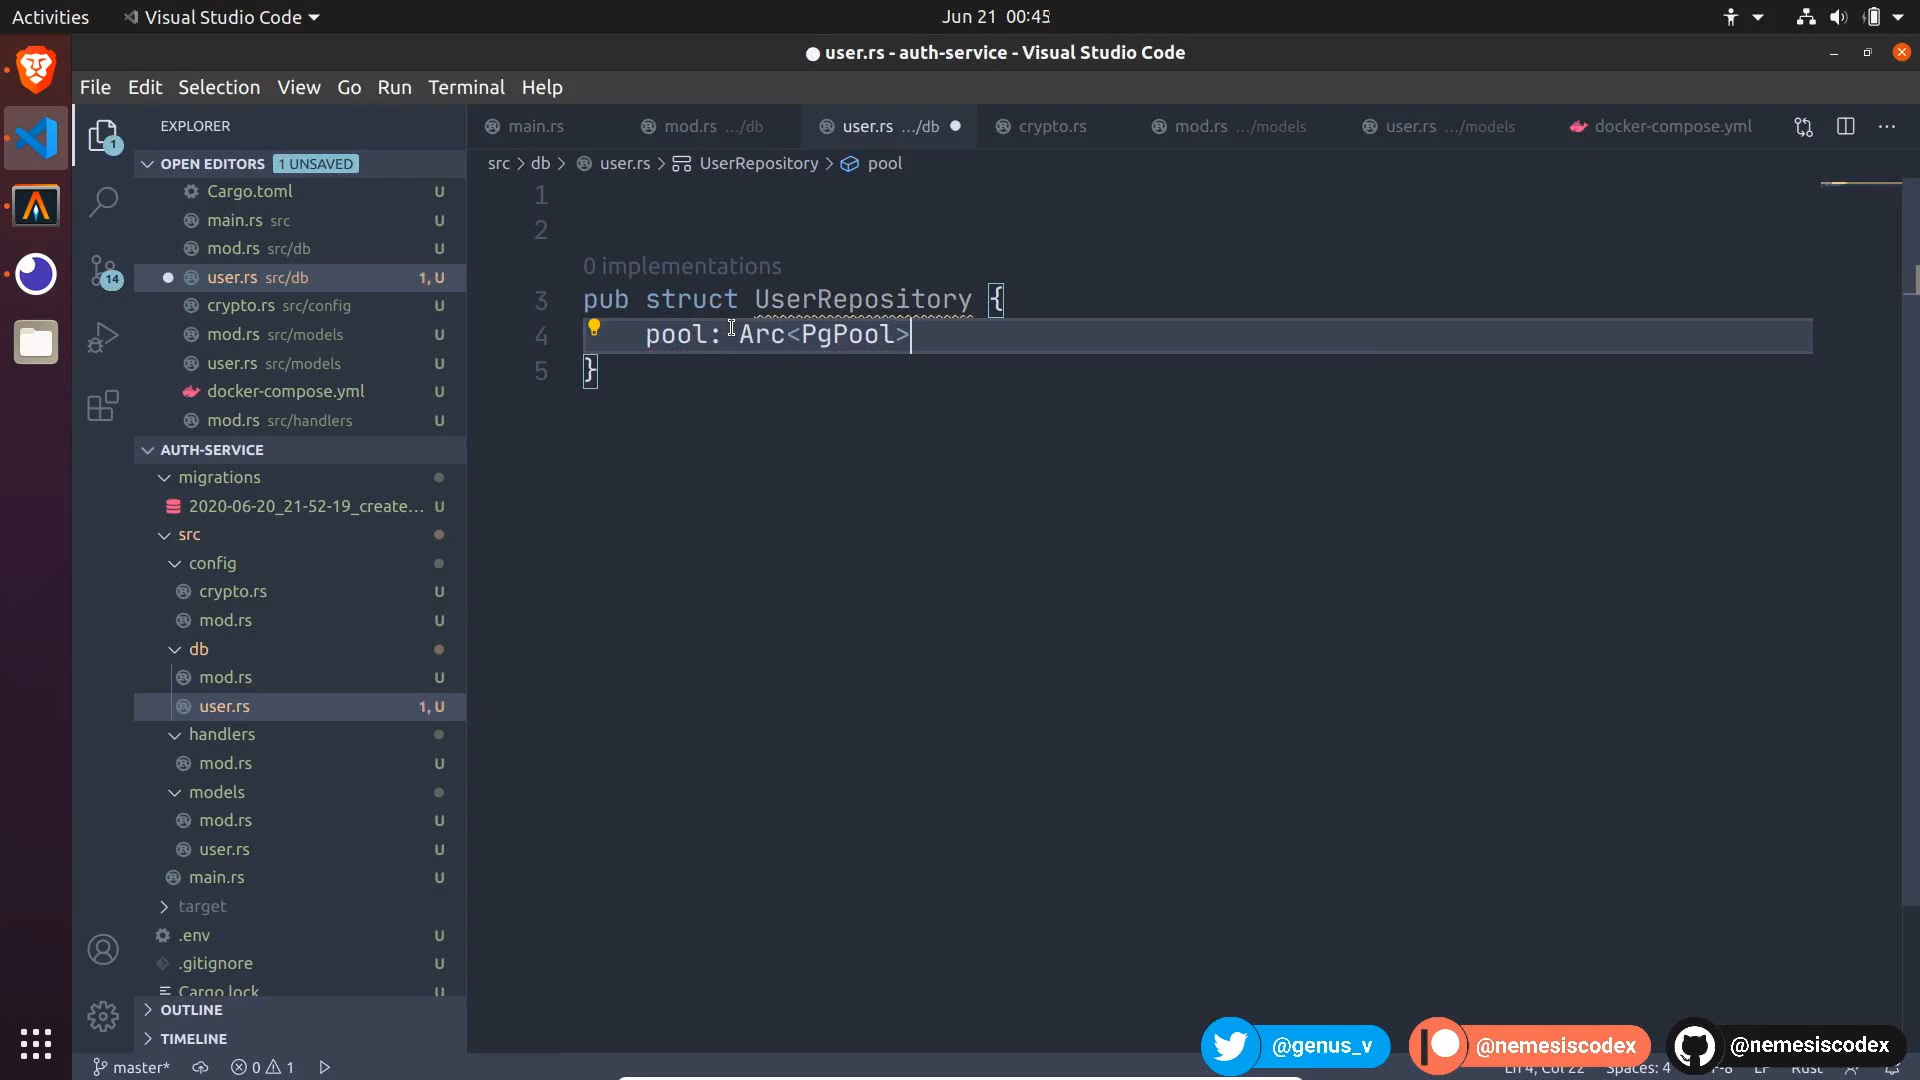 Activities
Visual Studio Code
Jun 21 00:45
user.rs - auth-service - Visual Studio Code
File Edit Selection View Go Run Terminal Help
EXPLORER
main.rs
mod.rs …/db
user.rs …/db
crypto.rs
mod.rs …/models
user.rs …/models
docker-compose.yml
OPEN EDITORS 1 UNSAVED
src > db > user.rs > UserRepository > pool
Cargo.toml U
main.rs src U
mod.rs src/db U
user.rs src/db 1, U
crypto.rs src/config U
mod.rs src/models U
user.rs src/models U
docker-compose.yml U
mod.rs src/handlers U
1
2
0 implementations
3 pub struct UserRepository {
4 pool: Arc<PgPool>
5 }
AUTH-SERVICE
migrations
2020-06-20_21-52-19_create... U
src
config
crypto.rs U
mod.rs U
db
mod.rs U
user.rs 1, U
handlers
mod.rs U
models
mod.rs U
user.rs U
main.rs U
target
.env U
.gitignore U
Cargo.lock U
OUTLINE
TIMELINE
1
14
master* 0 1
Ln 4, Col 22 Spaces: 4 LF Rust
@genus_v
@nemesiscodex
@nemesiscodex